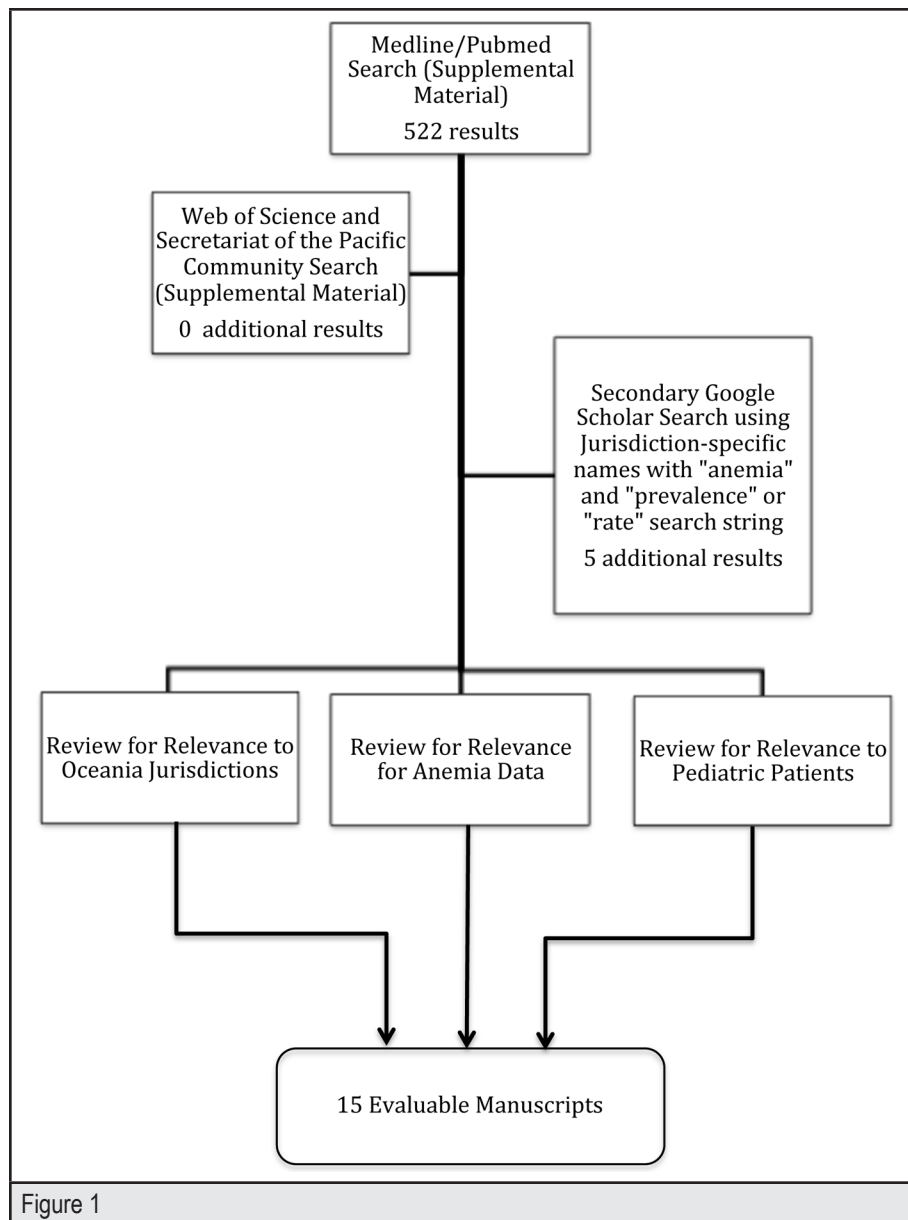 Medline/Pubmed
Search (Supplemental
Material)
522 results
Web of Science and
Secretariat of the Pacific
Community Search
(Supplemental Material)
0 additional results
Secondary Google
Scholar Search using
Jurisdiction-specific
names with "anemia"
and "prevalence" or
"rate" search string
5 additional results
Review for Relevance to
Oceania Jurisdictions
Review for Relevance
for Anemia Data
Review for Relevance to
Pediatric Patients
15 Evaluable Manuscripts
Figure 1